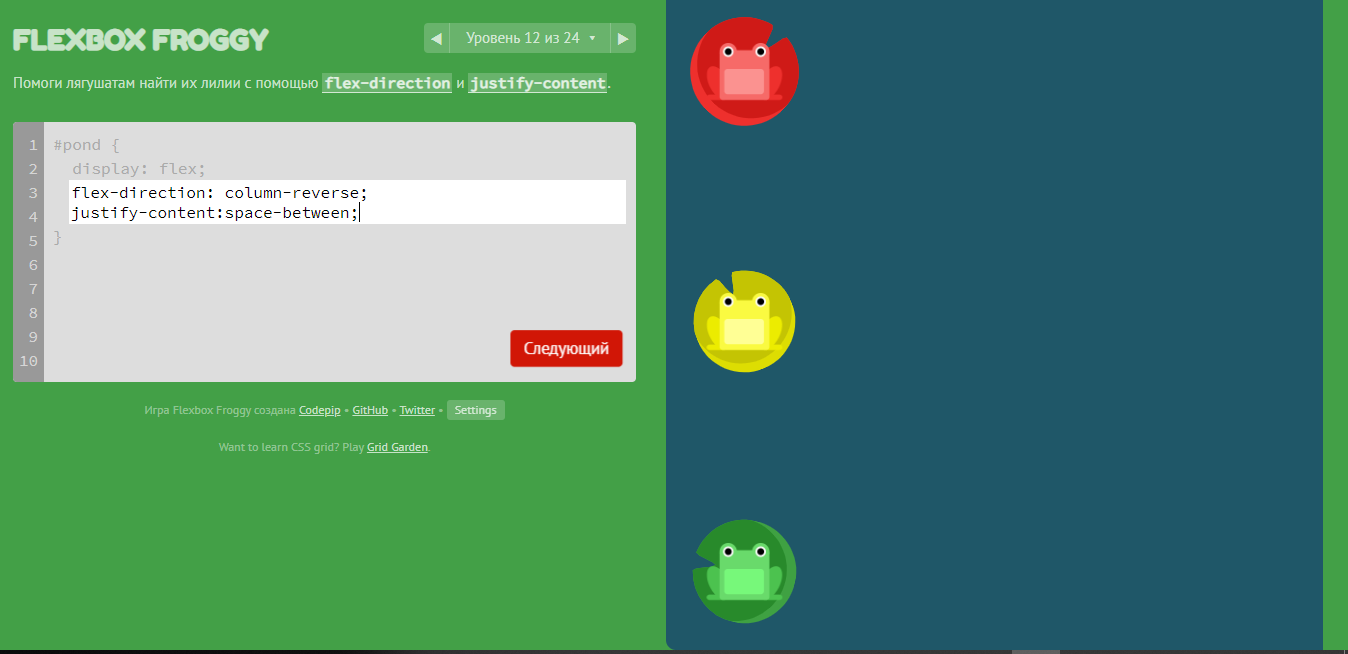 FLEXBOX FROGGY
◀ Уровень 12 из 24 ▾ ▶
Помоги лягушатам найти их лилии с помощью flex-direction и justify-content.
1 #pond {
2 display: flex;
3 flex-direction: column-reverse;
4 justify-content:space-between;
5 }
6
7
8
9
10
Следующий
Игра Flexbox Froggy создана Codepip • GitHub • Twitter • Settings
Want to learn CSS grid? Play Grid Garden.